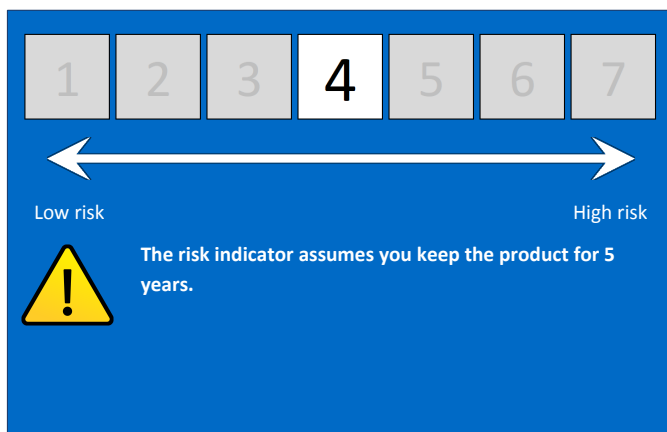 1 2 3 4 5 6 7
Low risk High risk
The risk indicator assumes you keep the product for 5
years.